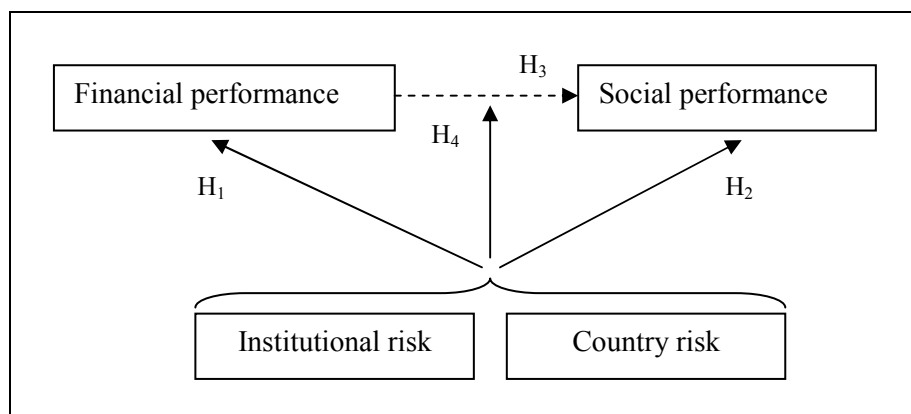 H₃
Financial performance
Social performance
H₄
H₁
H₂
Institutional risk
Country risk